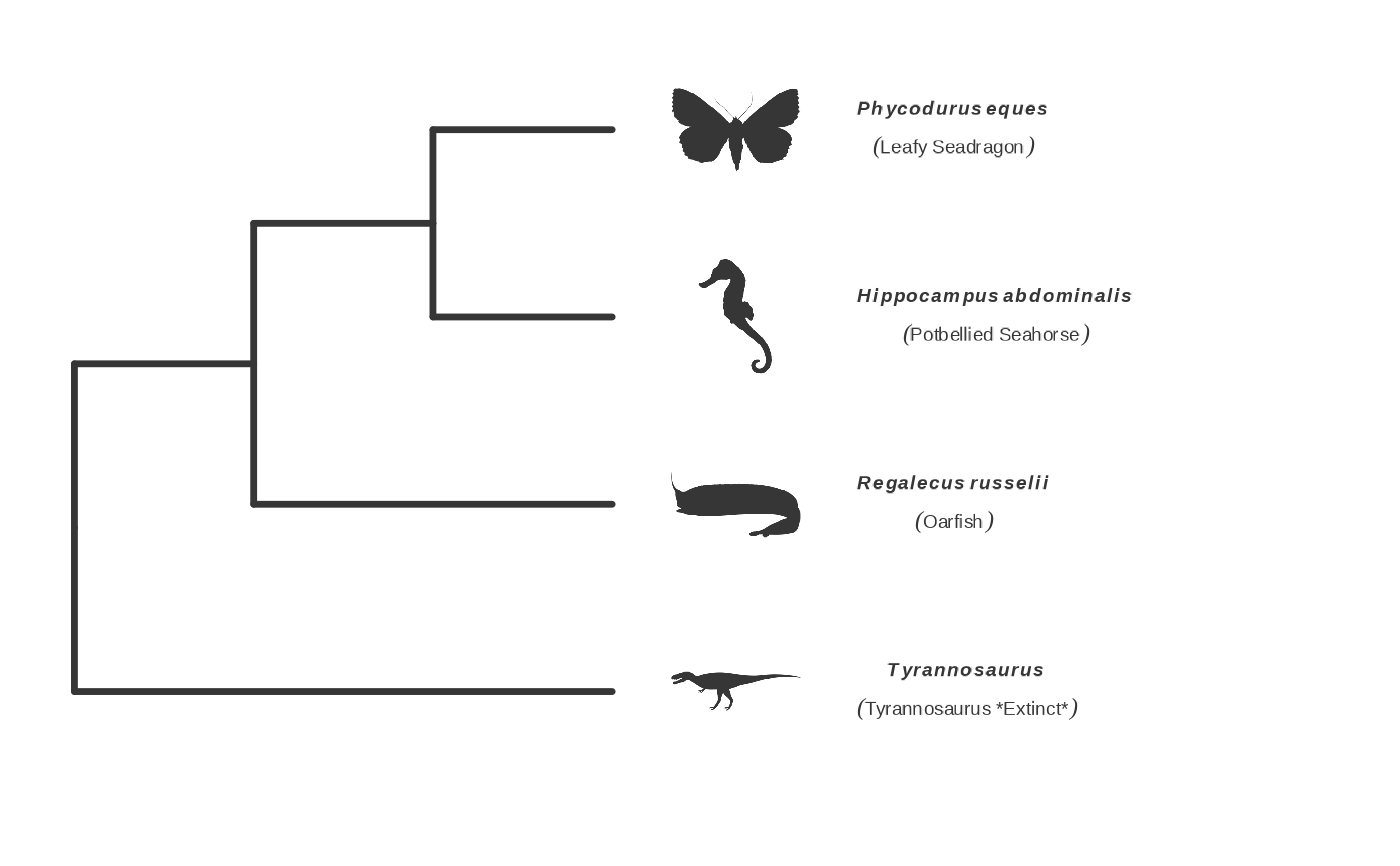 Phycodurus eques
(Leafy Seadragon)
Hippocampus abdominalis
(Potbellied Seahorse)
Regalecus russelii
(Oarfish)
Tyrannosaurus
(Tyrannosaurus *Extinct*)